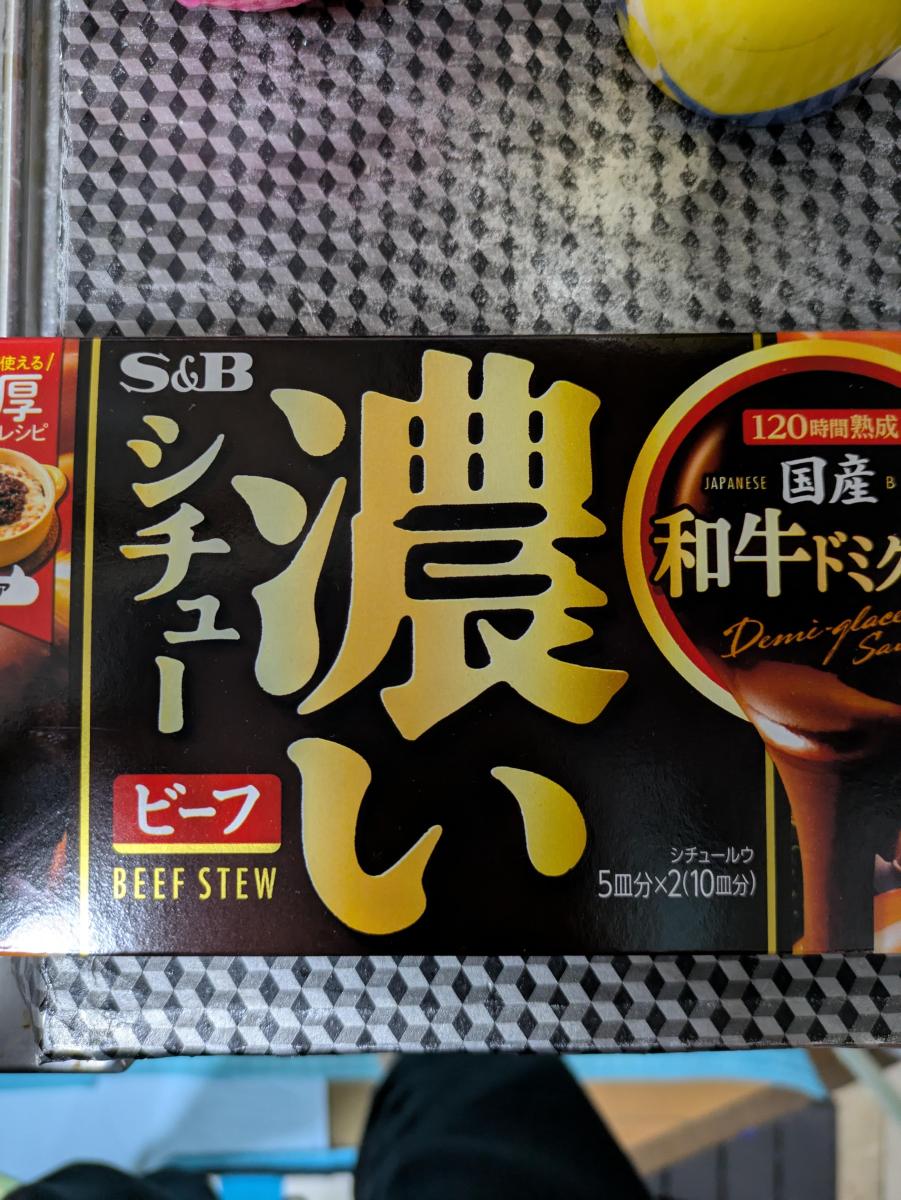 使える/
厚
レシピ
S&B
濃い
シチュー
ビーフ
BEEF STEW
120時間熟成
JAPANESE
国産
和牛ドミグ
Demi-glace
シチュールウ
5皿分×2(10皿分)